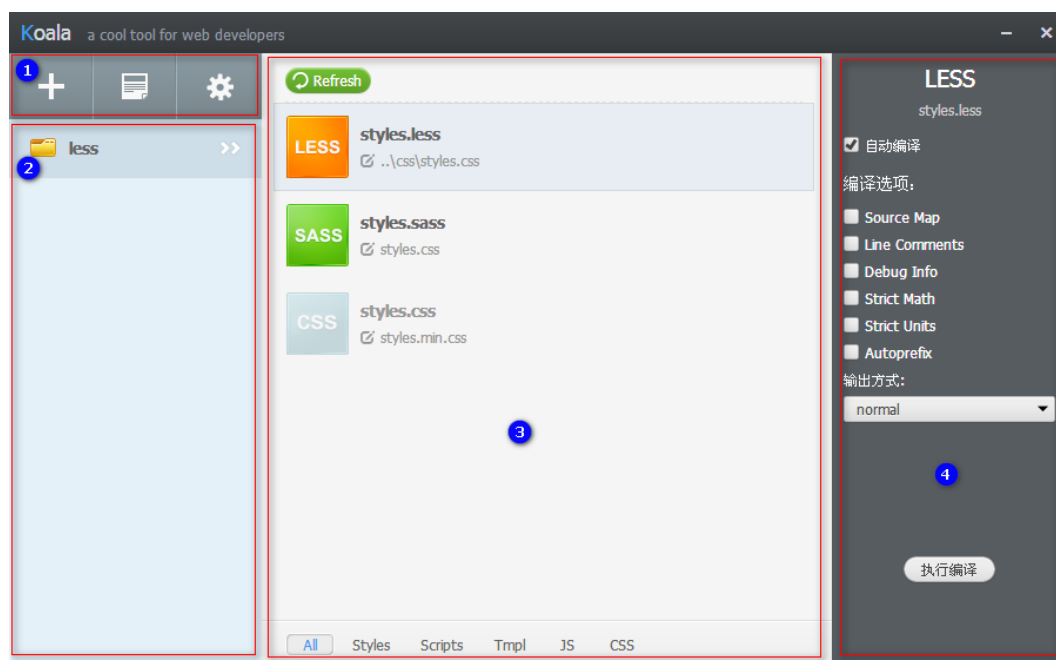 Koala a cool tool for web developers
1
2
less
Refresh
LESS
styles.less
..\css\styles.css
SASS
styles.sass
styles.css
CSS
styles.css
styles.min.css
3
All Styles Scripts Tmpl JS CSS
LESS
styles.less
自动编译
编译选项:
Source Map
Line Comments
Debug Info
Strict Math
Strict Units
Autoprefix
输出方式:
normal
4
执行编译